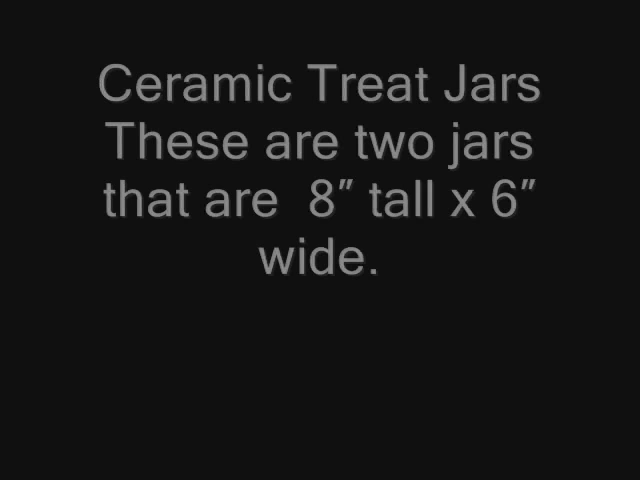 Ceramic Treat Jars
These are two jars
that are  8” tall x 6”
wide.